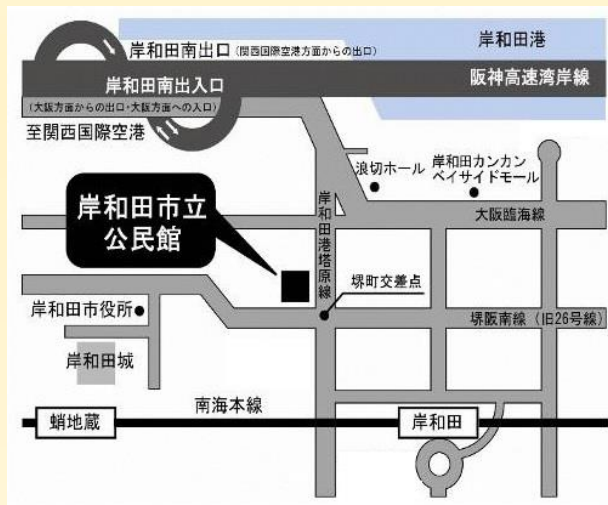 岸和田南出口(関西国際空港方面からの出口)
岸和田港
岸和田南出入口
阪神高速湾岸線
(大阪方面からの出口・大阪方面への入口)
至関西国際空港
浪切ホール
岸和田カンカン
ベイサイドモール
岸和田市立
公民館
岸和田港塔原線
大阪臨海線
堺町交差点
岸和田市役所
堺阪南線(旧26号線)
岸和田城
南海本線
蛸地蔵
岸和田